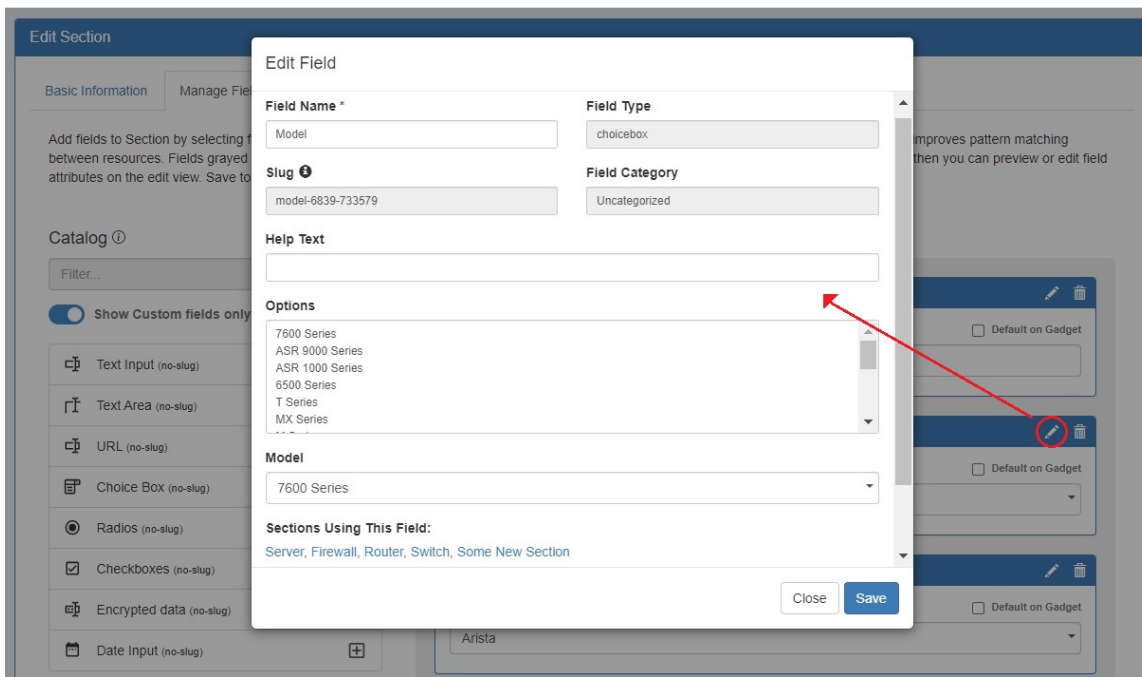 Edit Section
Basic Information
Manage Fie
Add fields to Section by selecting f
between resources. Fields grayed
attributes on the edit view. Save to
improves pattern matching
then you can preview or edit field
Catalog
Filter...
Show Custom fields only
Text Input (no-slug)
Text Area (no-slug)
URL (no-slug)
Choice Box (no-slug)
Radios (no-slug)
Checkboxes (no-slug)
Encrypted data (no-slug)
Date Input (no-slug)
Edit Field
Field Name *
Field Type
Model
choicebox
Slug
Field Category
model-6839-733579
Uncategorized
Help Text
Options
7600 Series
ASR 9000 Series
ASR 1000 Series
6500 Series
T Series
MX Series
Model
7600 Series
Sections Using This Field:
Server, Firewall, Router, Switch, Some New Section
Close
Save
Default on Gadget
Default on Gadget
Default on Gadget
Arista